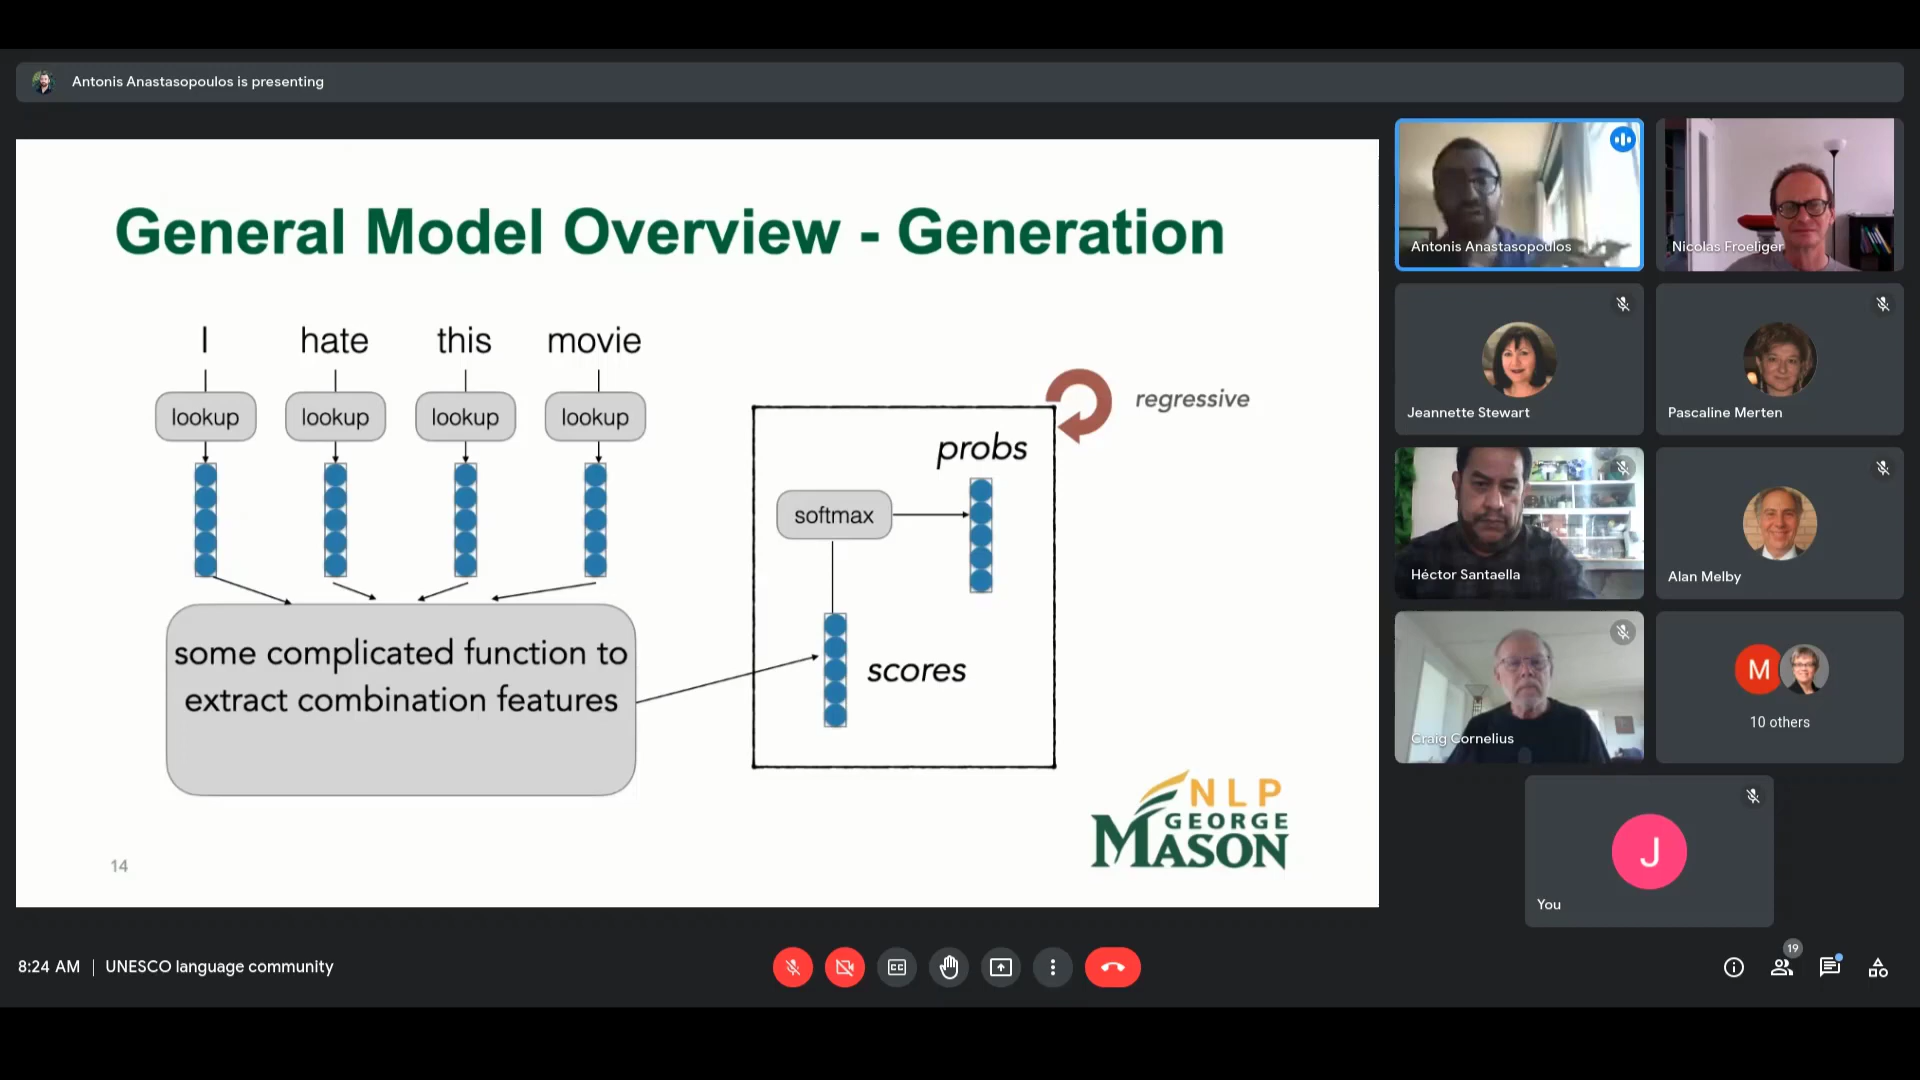 Antonis Anastasopoulos is presenting
General Model Overview - Generation
I hate this movie
lookup lookup lookup lookup
regressive
probs
softmax
some complicated function to
extract combination features
scores
NLP
GEORGE
MASON
14
Antonis Anastasopoulos
Nicolas Froeliger
Jeannette Stewart
Pascaline Merten
Héctor Santaella
Alan Melby
Craig Cornelius
M
10 others
J
You
8:24 AM | UNESCO language community
CC
19